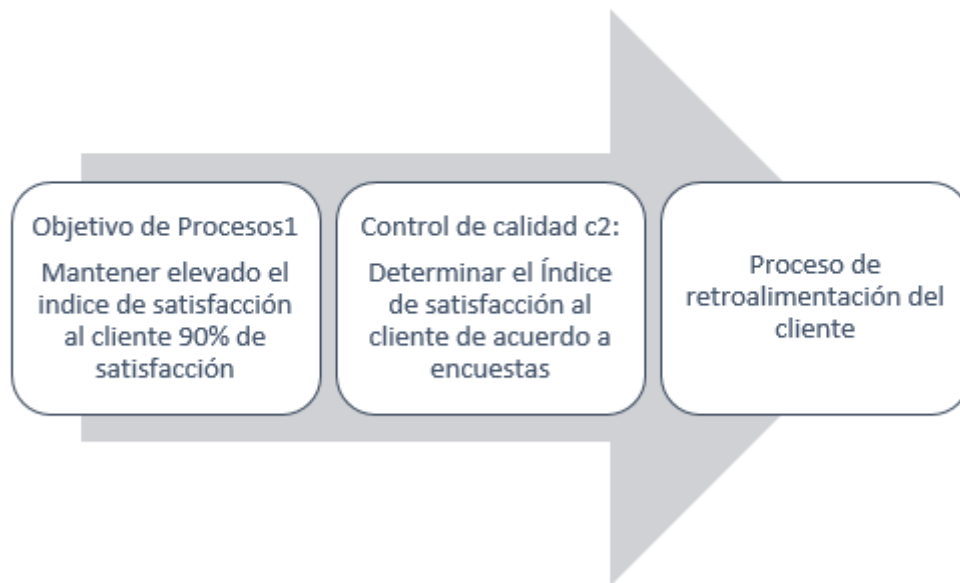 Objetivo de Procesos1
Mantener elevado el
indice de satisfacción
al cliente 90% de
satisfacción
Control de calidad c2:
Determinar el Índice
de satisfacción al
cliente de acuerdo a
encuestas
Proceso de
retroalimentación del
cliente